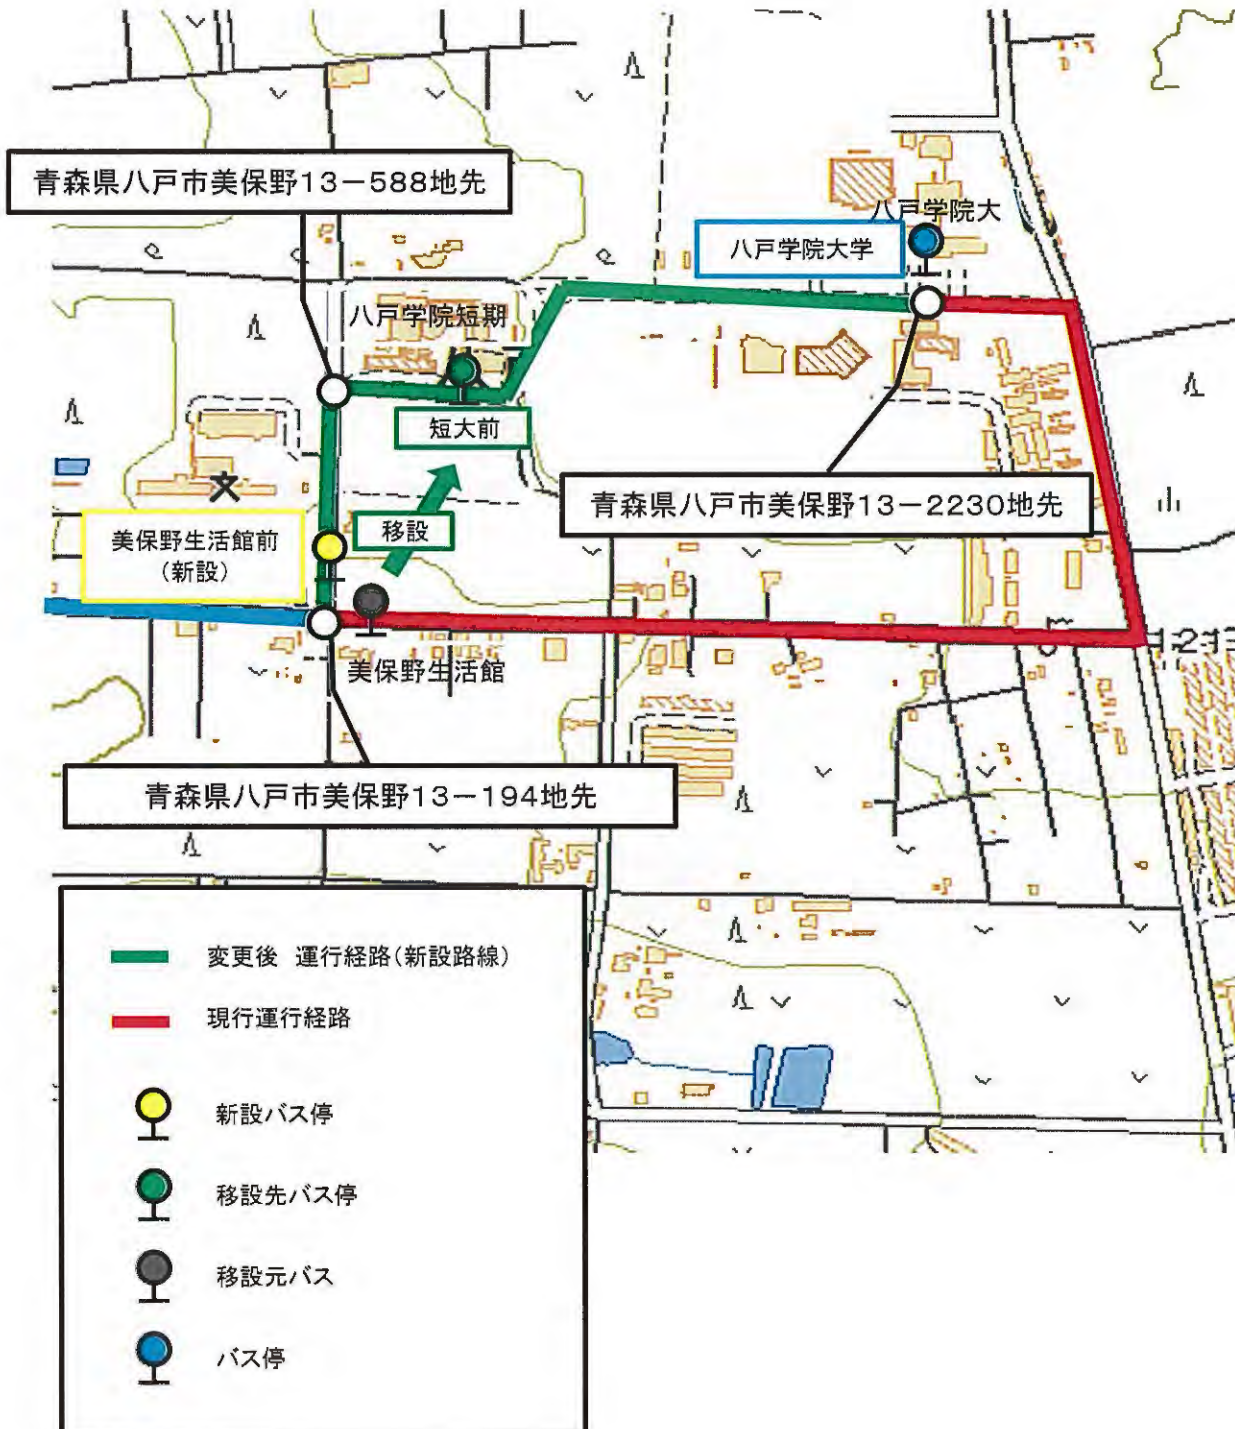 青森県八戸市美保野13-588地先
八戸学院大
八戸学院大学
八戸学院短期
短大前
青森県八戸市美保野13-2230地先
移設
美保野生活館前
(新設)
美保野生活館
青森県八戸市美保野13-194地先
変更後 運行経路(新設路線)
現行運行経路
新設バス停
移設先バス停
移設元バス
バス停